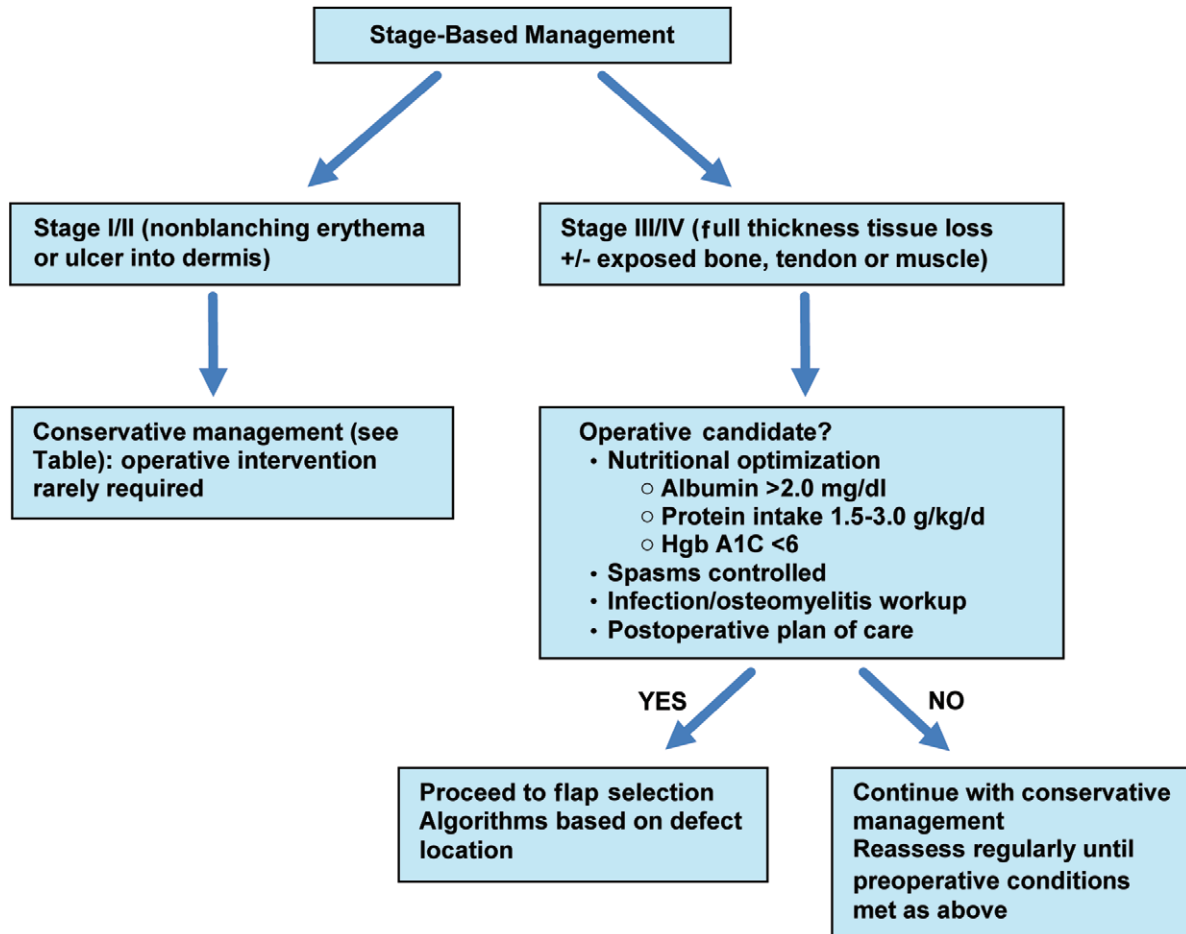 Stage-Based Management
Stage I/II (nonblanching erythema
or ulcer into dermis)
Stage III/IV (full thickness tissue loss
+/- exposed bone, tendon or muscle)
Conservative management (see
Table): operative intervention
rarely required
Operative candidate?
· Nutritional optimization
○ Albumin >2.0 mg/dl
○ Protein intake 1.5-3.0 g/kg/d
○ Hgb A1C <6
· Spasms controlled
· Infection/osteomyelitis workup
· Postoperative plan of care
YES
NO
Proceed to flap selection
Algorithms based on defect
location
Continue with conservative
management
Reassess regularly until
preoperative conditions
met as above